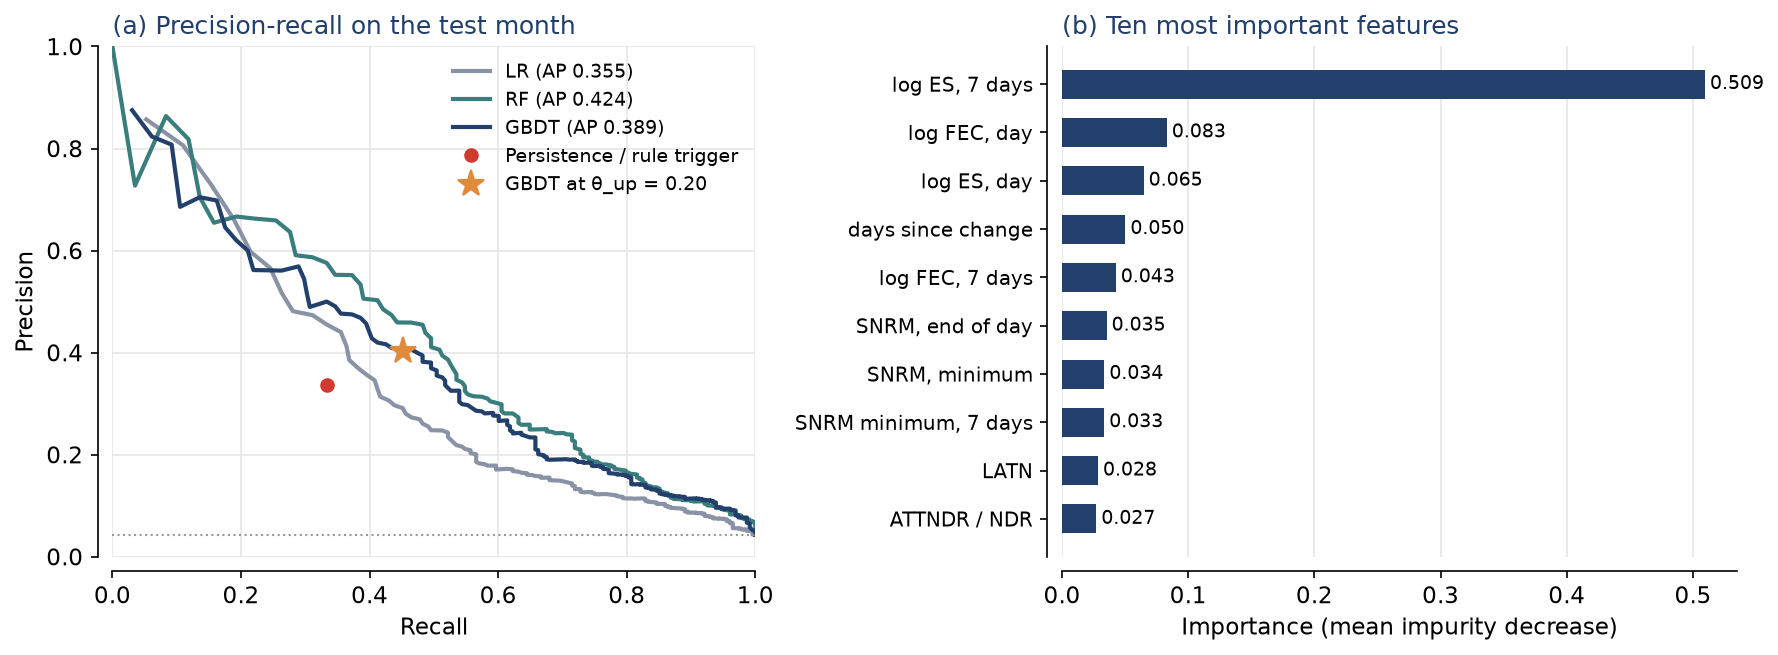 (a) Precision-recall on the test month
1.0
0.8
0.6
0.4
0.2
0.0
Precision
LR (AP 0.355)
RF (AP 0.424)
GBDT (AP 0.389)
Persistence / rule trigger
GBDT at θ_up = 0.20
0.0 0.2 0.4 0.6 0.8 1.0
Recall
(b) Ten most important features
log ES, 7 days 0.509
log FEC, day 0.083
log ES, day 0.065
days since change 0.050
log FEC, 7 days 0.043
SNRM, end of day 0.035
SNRM, minimum 0.034
SNRM minimum, 7 days 0.033
LATN 0.028
ATTNDR / NDR 0.027
0.0 0.1 0.2 0.3 0.4 0.5
Importance (mean impurity decrease)